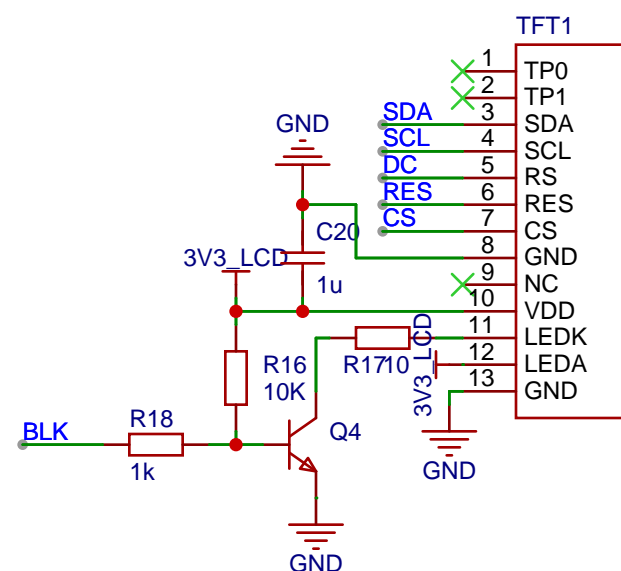 TFT1
1 TP0
2 TP1
SDA 3 SDA
SCL 4 SCL
DC 5 RS
RES 6 RES
CS 7 CS
8 GND
9 NC
10 VDD
11 LEDK
12 LEDA
13 GND
GND
C20
1u
3V3_LCD
R16
10K
R17 10
3V3_LCD
GND
R18
1k
BLK
Q4
GND